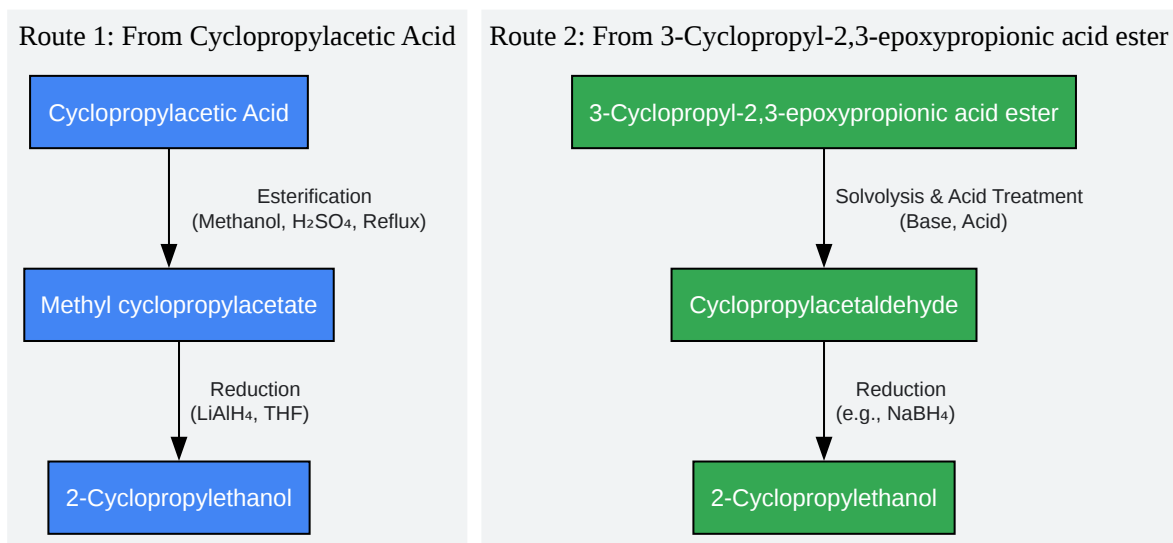 Route 1: From Cyclopropylacetic Acid
Cyclopropylacetic Acid
Esterification
(Methanol, H₂SO₄, Reflux)
Methyl cyclopropylacetate
Reduction
(LiAlH₄, THF)
2-Cyclopropylethanol
Route 2: From 3-Cyclopropyl-2,3-epoxypropionic acid ester
3-Cyclopropyl-2,3-epoxypropionic acid ester
Solvolysis & Acid Treatment
(Base, Acid)
Cyclopropylacetaldehyde
Reduction
(e.g., NaBH₄)
2-Cyclopropylethanol